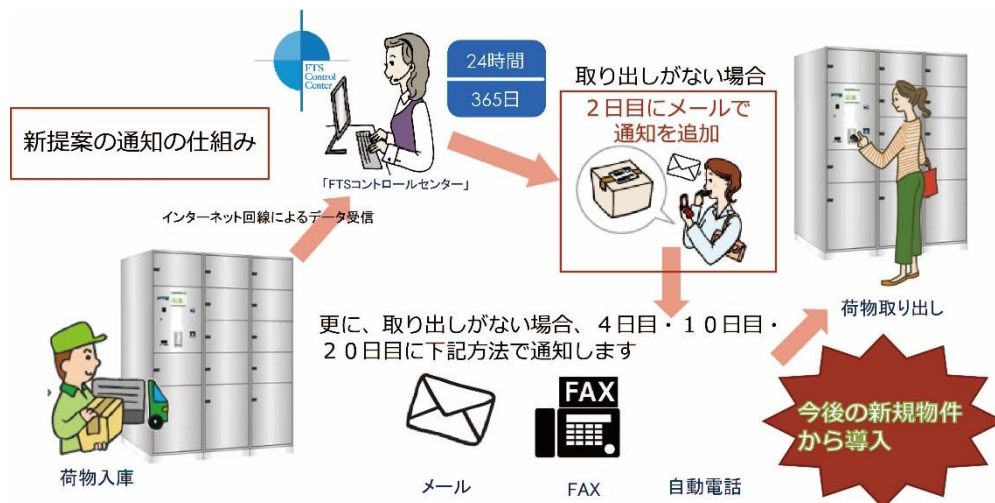 新提案の通知の仕組み
FTS
Control
Center
24時間
365日
「FTSコントロールセンター」
インターネット回線によるデータ受信
取り出しがない場合
２日目にメールで
通知を追加
荷物入庫
更に、取り出しがない場合、４日目・１０日目・
２０日目に下記方法で通知します
FAX
メール
FAX
自動電話
荷物取り出し
今後の新規物件
から導入